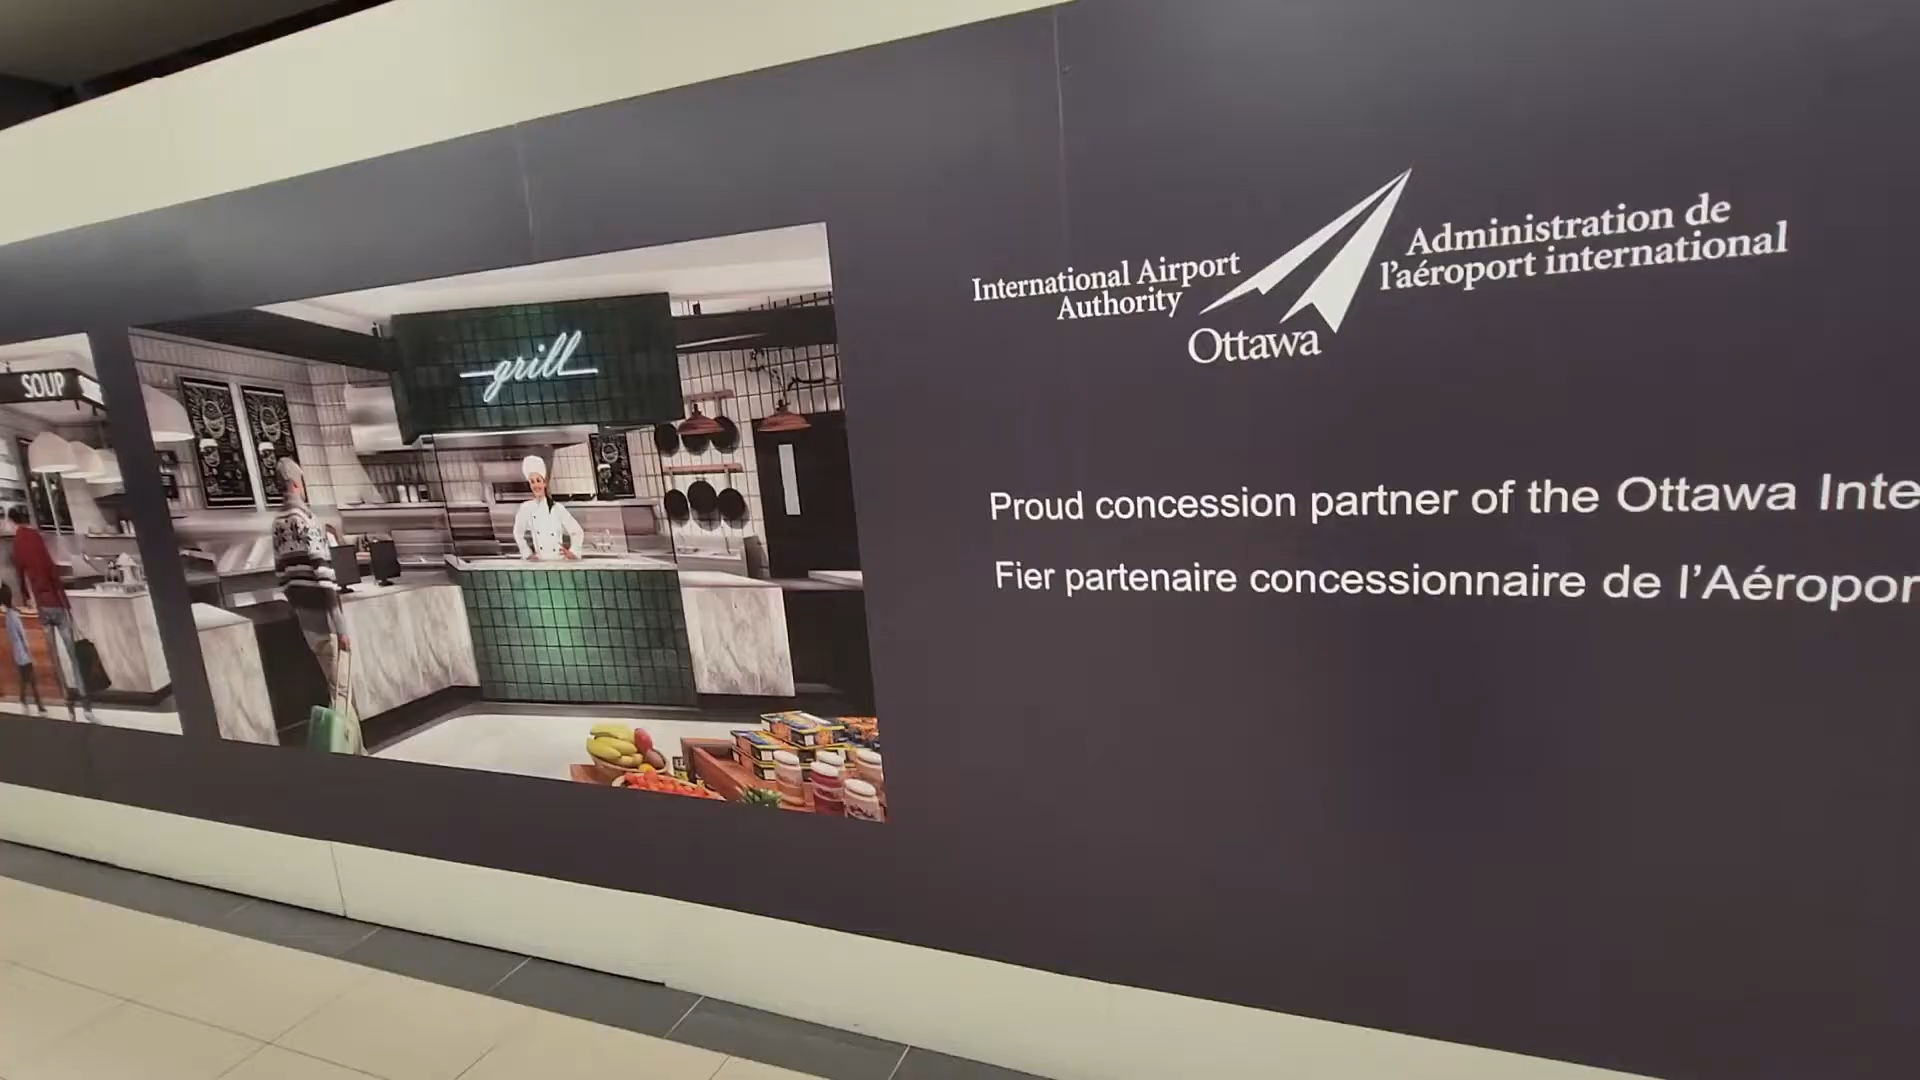 SOUP
grill
International Airport
Authority
Ottawa
Administration de
l'aéroport international
Proud concession partner of the Ottawa Inte
Fier partenaire concessionnaire de l'Aéropor